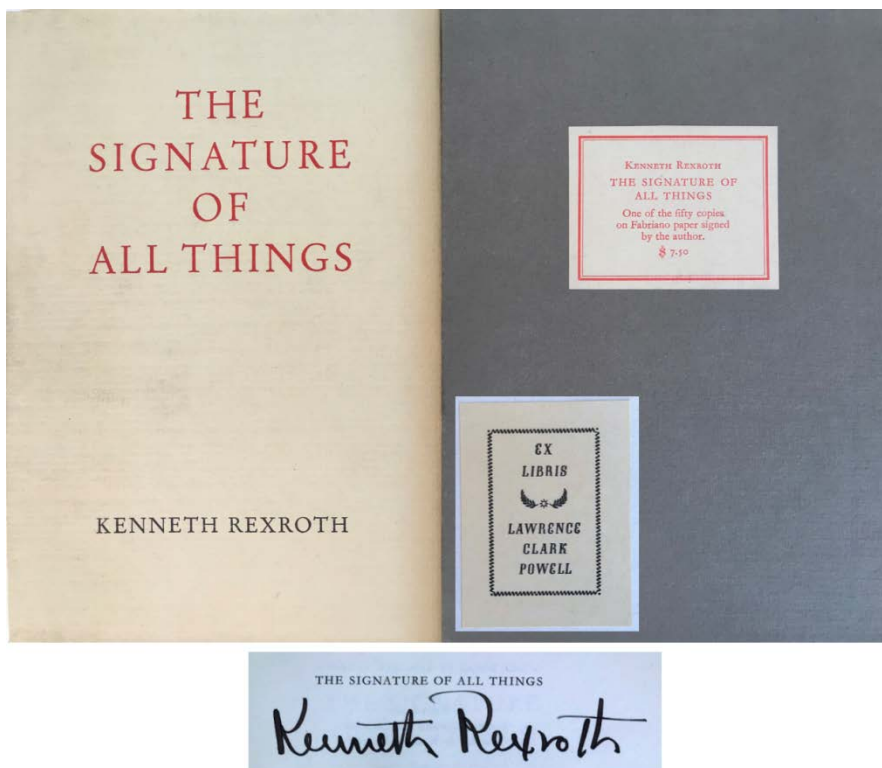 THE
SIGNATURE
OF
ALL THINGS
KENNETH REXROTH
KENNETH REXROTH
THE SIGNATURE OF
ALL THINGS
One of the fifty copies
on Fabriano paper signed
by the author.
$ 7.50
EX
LIBRIS
LAWRENCE
CLARK
POWELL
THE SIGNATURE OF ALL THINGS
Kenneth Rexroth